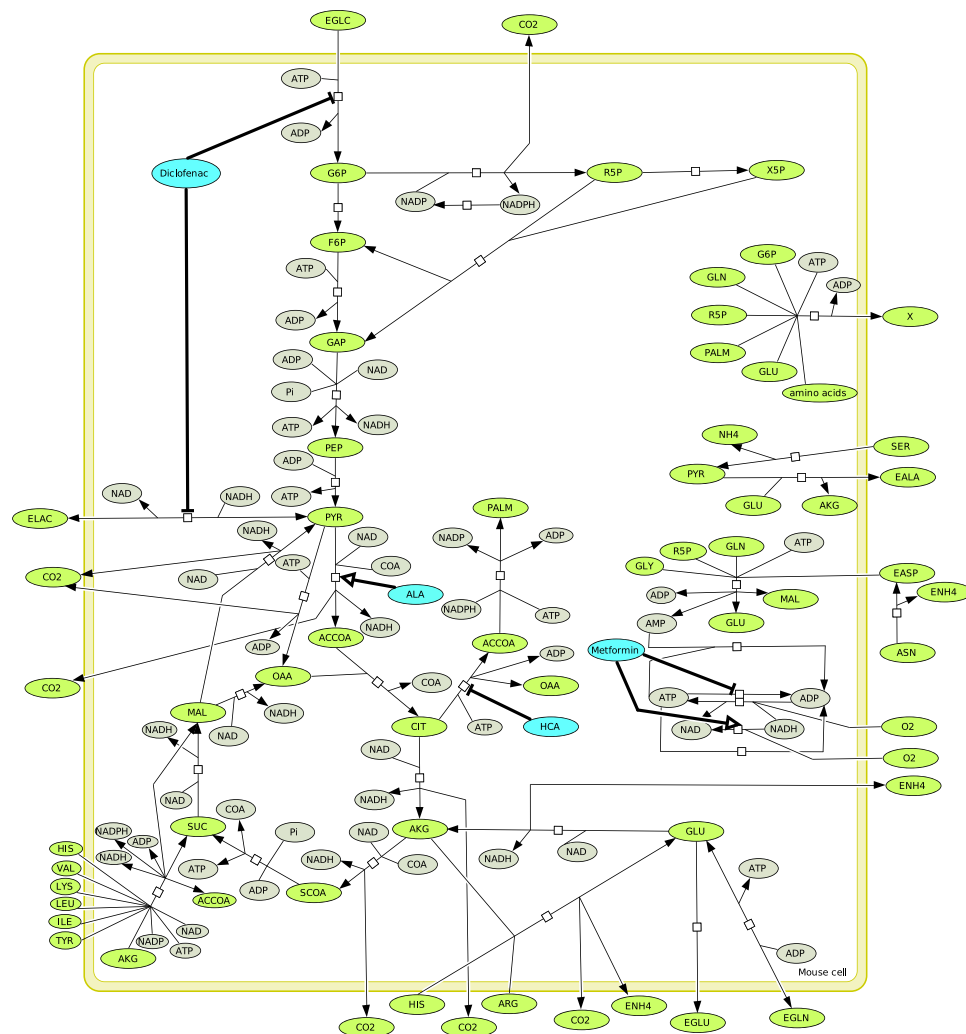 EGLC
CO2
ATP
ADP
Diclofenac
G6P
R5P
X5P
NADP
NADPH
F6P
G6P
ATP
GLN
ADP
ATP
R5P
X
ADP
GAP
PALM
GLU
ADP
NAD
Pi
amino acids
ATP
NADH
NH4
SER
PEP
ADP
PYR
EALA
NAD
NADH
ATP
GLU
AKG
ELAC
PYR
PALM
NADH
NAD
NADP
ADP
ATP
GLN
R5P
CO2
NAD
ATP
COA
GLY
EASP
ALA
ADP
MAL
ENH4
NADPH
ATP
AMP
GLU
NADH
ACCOA
ACCOA
ADP
Metformin
ASN
ADP
OAA
COA
OAA
CO2
ATP
ADP
MAL
NADH
CIT
ATP
HCA
NADH
NAD
NAD
NADH
O2
NAD
O2
NADH
ENH4
NAD
COA
SUC
Pi
NAD
AKG
GLU
NADPH
ADP
HIS
NADH
ATP
NADH
COA
NADH
NAD
VAL
ATP
LYS
ADP
SCOA
ACCOA
LEU
ILE
NAD
TYR
NADP
ATP
ADP
AKG
Mouse cell
HIS
ARG
ENH4
CO2
CO2
CO2
EGLU
EGLN